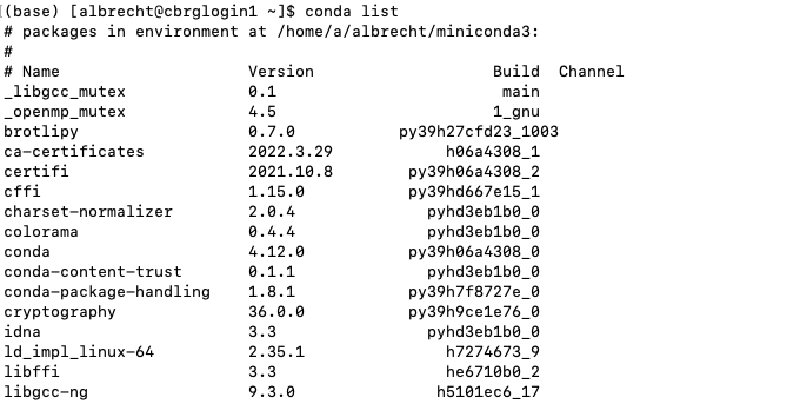 [(base) [albrecht@cbrglogin1 ~]$ conda list
# packages in environment at /home/a/albrecht/miniconda3:
#
# Name                    Version                   Build  Channel
_libgcc_mutex             0.1                        main
_openmp_mutex             4.5                       1_gnu
brotlipy                  0.7.0           py39h27cfd23_1003
ca-certificates           2022.3.29            h06a4308_1
certifi                   2021.10.8        py39h06a4308_2
cffi                      1.15.0           py39hd667e15_1
charset-normalizer        2.0.4              pyhd3eb1b0_0
colorama                  0.4.4              pyhd3eb1b0_0
conda                     4.12.0           py39h06a4308_0
conda-content-trust       0.1.1              pyhd3eb1b0_0
conda-package-handling    1.8.1            py39h7f8727e_0
cryptography              36.0.0           py39h9ce1e76_0
idna                      3.3                pyhd3eb1b0_0
ld_impl_linux-64          2.35.1               h7274673_9
libffi                    3.3                  he6710b0_2
libgcc-ng                 9.3.0               h5101ec6_17